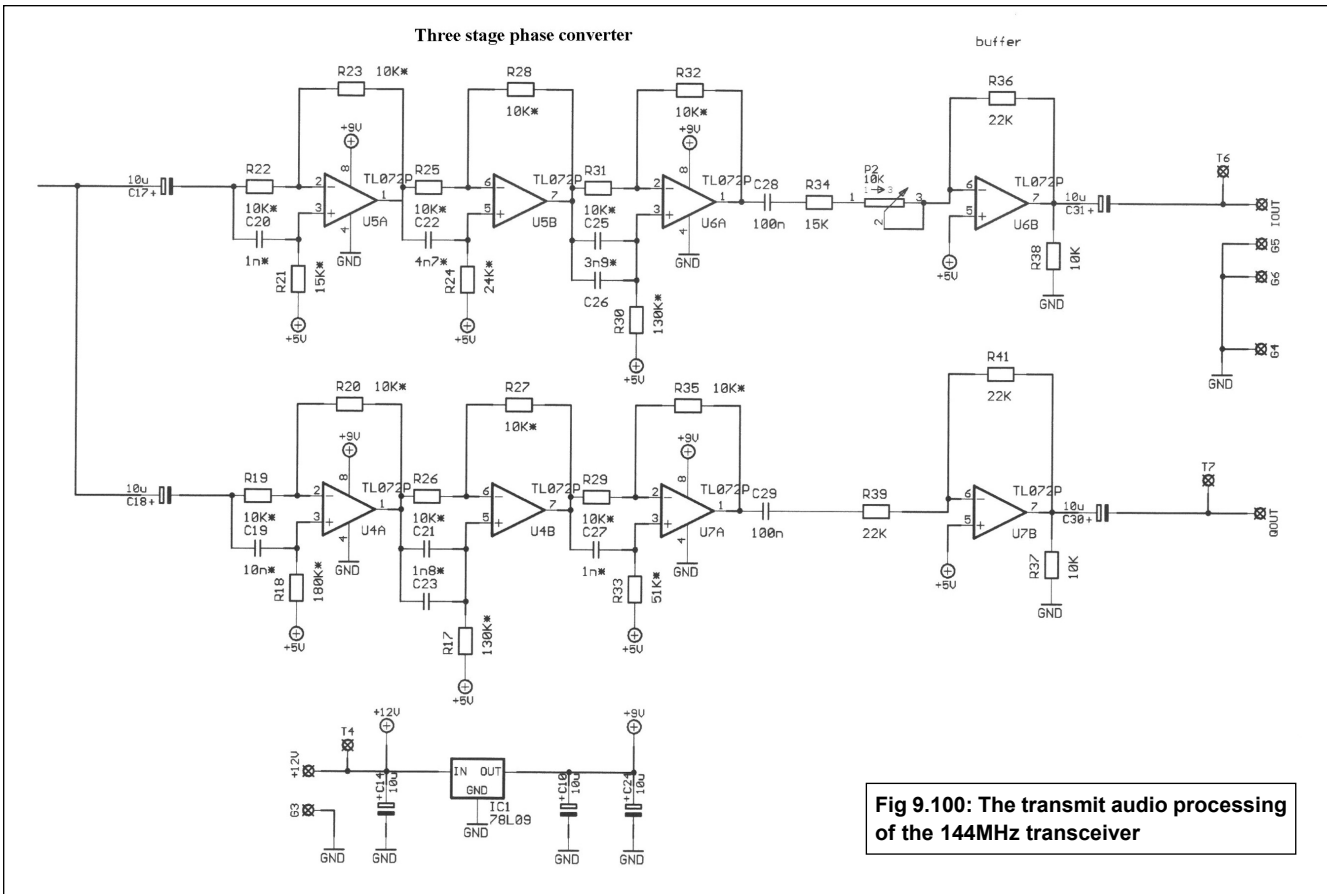 Three stage phase converter
buffer
R23 10K*
R28
10K*
R32
10K*
R36
22K
+9V
+9V
T6
10u
C17+
R22
10K*
C20
1n*
R21
15K*
+5V
2
3
8
4
1
TL072P
U5A
GND
R25
10K*
C22
4n7*
R24
24K*
+5V
6
5
7
TL072P
U5B
R31
10K*
C25
3n9*
C26
R30
130K*
+5V
2
3
8
4
1
TL072P
U6A
GND
C28
100n
R34
15K
P2
10K
1→3
1
2
3
6
5
7
+5V
TL072P
U6B
10u
C31+
R38
10K
GND
IOUT
G5
G6
G4
GND
R20 10K*
R27
10K*
R35 10K*
R41
22K
+9V
+9V
T7
10u
C18+
R19
10K*
C19
10n*
R18
180K*
+5V
2
3
8
4
1
TL072P
U4A
GND
R26
10K*
C21
1n8*
C23
R17
130K*
+5V
6
5
7
TL072P
U4B
R29
10K*
C27
1n*
R33
51K*
+5V
2
3
8
4
1
TL072P
U7A
GND
C29
100n
R39
22K
6
5
7
+5V
TL072P
U7B
10u
C30+
R37
10K
GND
QOUT
+12V
T4
+12V
+9V
+C14
10u
IN OUT
GND
IC1
78L09
+C10
10u
+C24
10u
G3
GND
GND
GND
GND
GND
Fig 9.100: The transmit audio processing
of the 144MHz transceiver